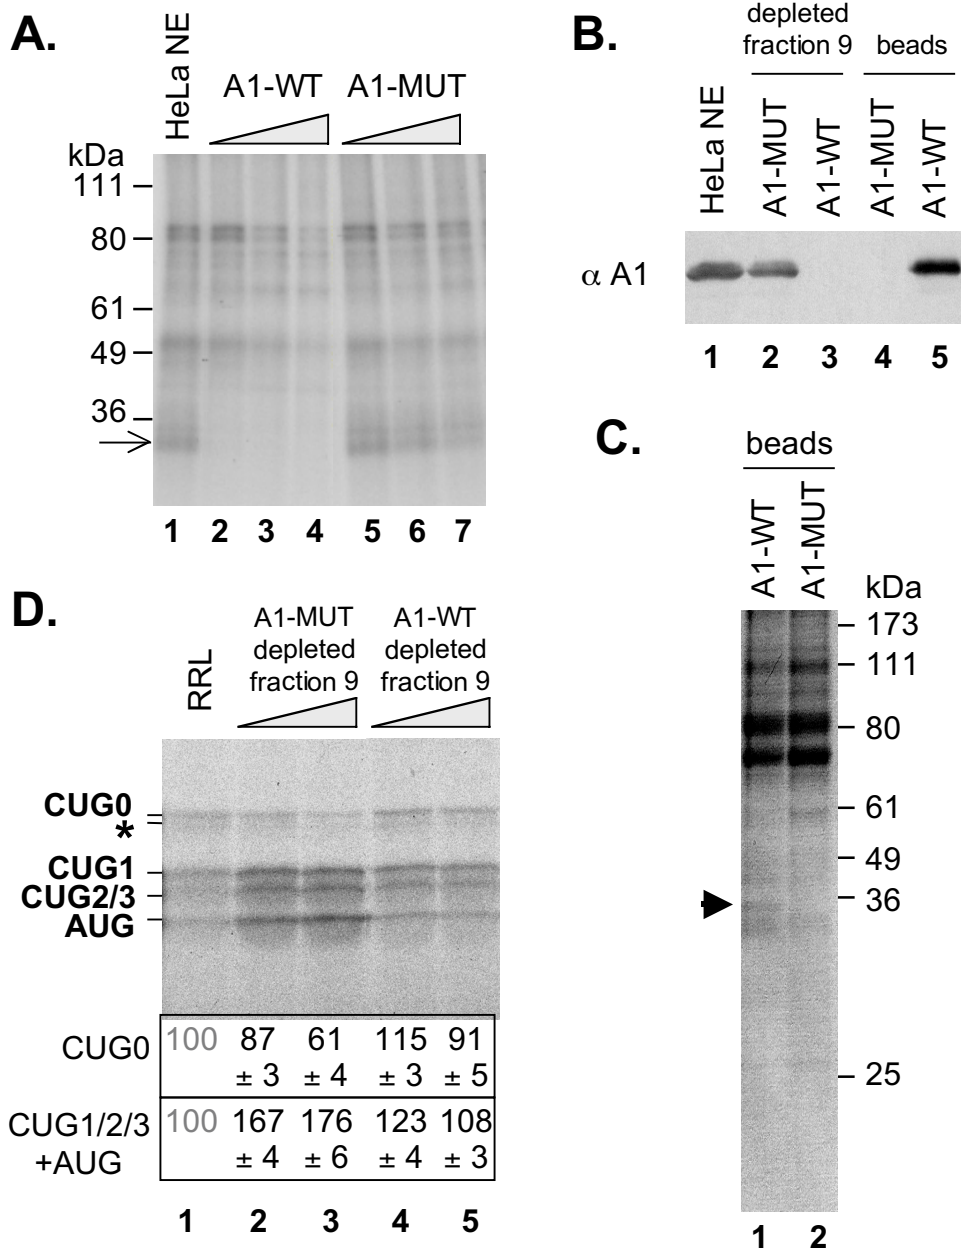 A.
HeLa NE
A1-WT
A1-MUT
kDa
111
80
61
49
36
1 2 3 4 5 6 7
B.
depleted
fraction 9
beads
HeLa NE
A1-MUT
A1-WT
A1-MUT
A1-WT
α A1
1 2 3 4 5
C.
beads
A1-WT
A1-MUT
kDa
173
111
80
61
49
36
25
1 2
D.
RRL
A1-MUT
depleted
fraction 9
A1-WT
depleted
fraction 9
CUG0
*
CUG1
CUG2/3
AUG
CUG0 100 87 61 115 91
± 3 ± 4 ± 3 ± 5
CUG1/2/3 100 167 176 123 108
+AUG ± 4 ± 6 ± 4 ± 3
1 2 3 4 5